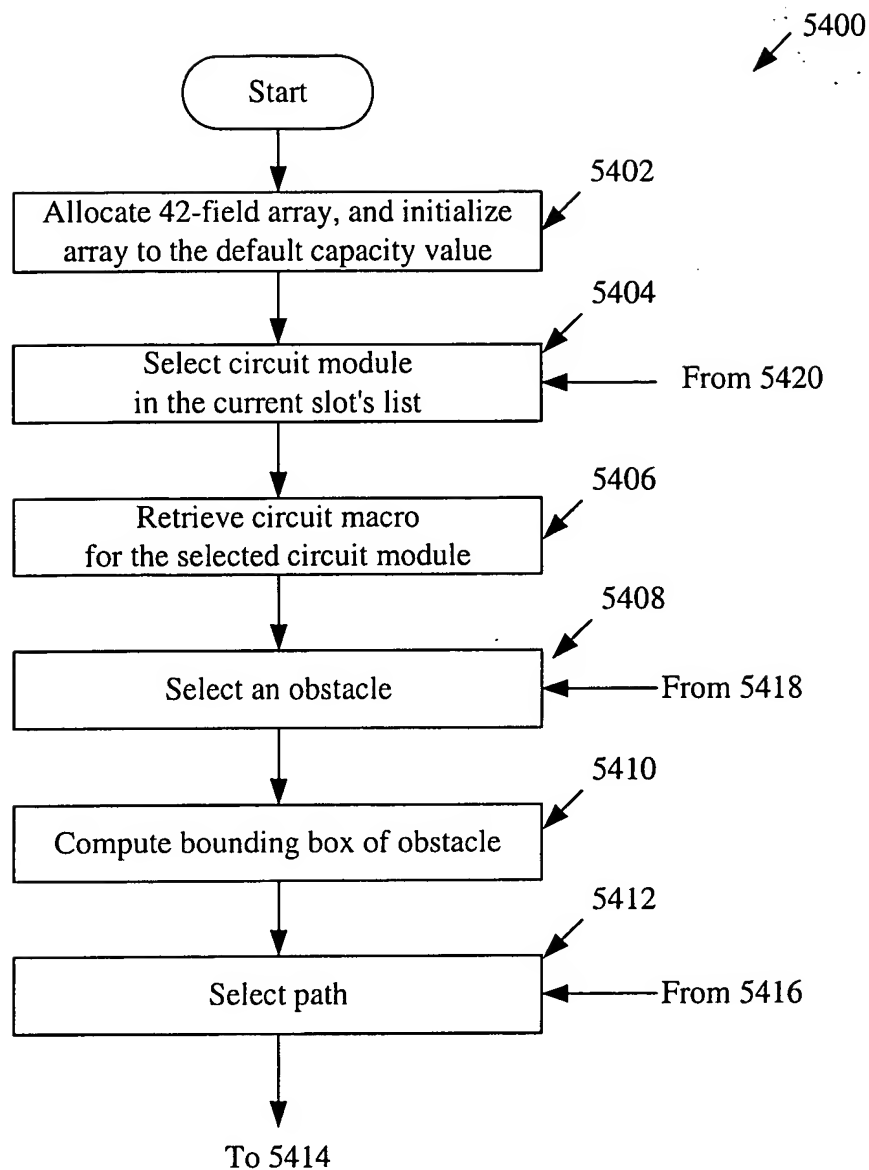 5400
Start
5402
Allocate 42-field array, and initialize
array to the default capacity value
5404
Select circuit module
in the current slot's list
From 5420
5406
Retrieve circuit macro
for the selected circuit module
5408
Select an obstacle
From 5418
5410
Compute bounding box of obstacle
5412
Select path
From 5416
To 5414